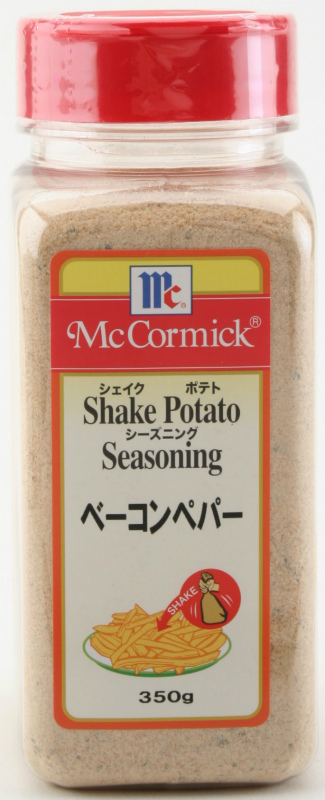 Mc
McCormick®
シェイク ポテト
Shake Potato
シーズニング
Seasoning
ベーコンペパー
SHAKE
350g